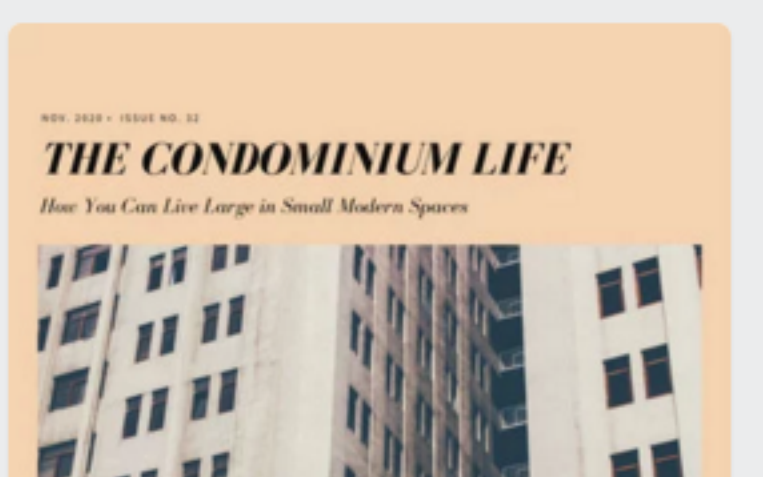 NOV. 2020 • ISSUE NO. 32
THE CONDOMINIUM LIFE
How You Can Live Large in Small Modern Spaces